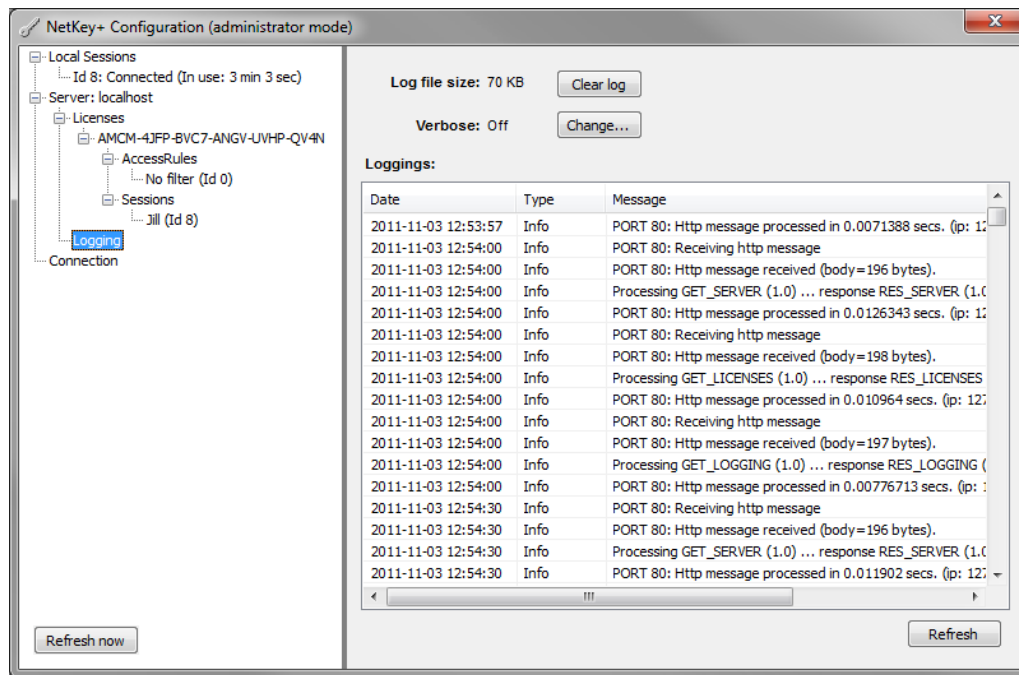 NetKey+ Configuration (administrator mode)
Local Sessions
Id 8: Connected (In use: 3 min 3 sec)
Server: localhost
Licenses
AMCM-4JFP-BVC7-ANGV-UVHP-QV4N
AccessRules
No filter (Id 0)
Sessions
Jill (Id 8)
Logging
Connection
Refresh now
Log file size: 70 KB
Clear log
Verbose: Off
Change...
Loggings:
Date Type Message
2011-11-03 12:53:57 Info PORT 80: Http message processed in 0.0071388 secs. (ip: 12
2011-11-03 12:54:00 Info PORT 80: Receiving http message
2011-11-03 12:54:00 Info PORT 80: Http message received (body=196 bytes).
2011-11-03 12:54:00 Info Processing GET_SERVER (1.0) ... response RES_SERVER (1.0
2011-11-03 12:54:00 Info PORT 80: Http message processed in 0.0126343 secs. (ip: 12
2011-11-03 12:54:00 Info PORT 80: Receiving http message
2011-11-03 12:54:00 Info PORT 80: Http message received (body=198 bytes).
2011-11-03 12:54:00 Info Processing GET_LICENSES (1.0) ... response RES_LICENSES
2011-11-03 12:54:00 Info PORT 80: Http message processed in 0.010964 secs. (ip: 127
2011-11-03 12:54:00 Info PORT 80: Receiving http message
2011-11-03 12:54:00 Info PORT 80: Http message received (body=197 bytes).
2011-11-03 12:54:00 Info Processing GET_LOGGING (1.0) ... response RES_LOGGING (
2011-11-03 12:54:00 Info PORT 80: Http message processed in 0.00776713 secs. (ip: 1
2011-11-03 12:54:30 Info PORT 80: Receiving http message
2011-11-03 12:54:30 Info PORT 80: Http message received (body=196 bytes).
2011-11-03 12:54:30 Info Processing GET_SERVER (1.0) ... response RES_SERVER (1.0
2011-11-03 12:54:30 Info PORT 80: Http message processed in 0.011902 secs. (ip: 127
Refresh